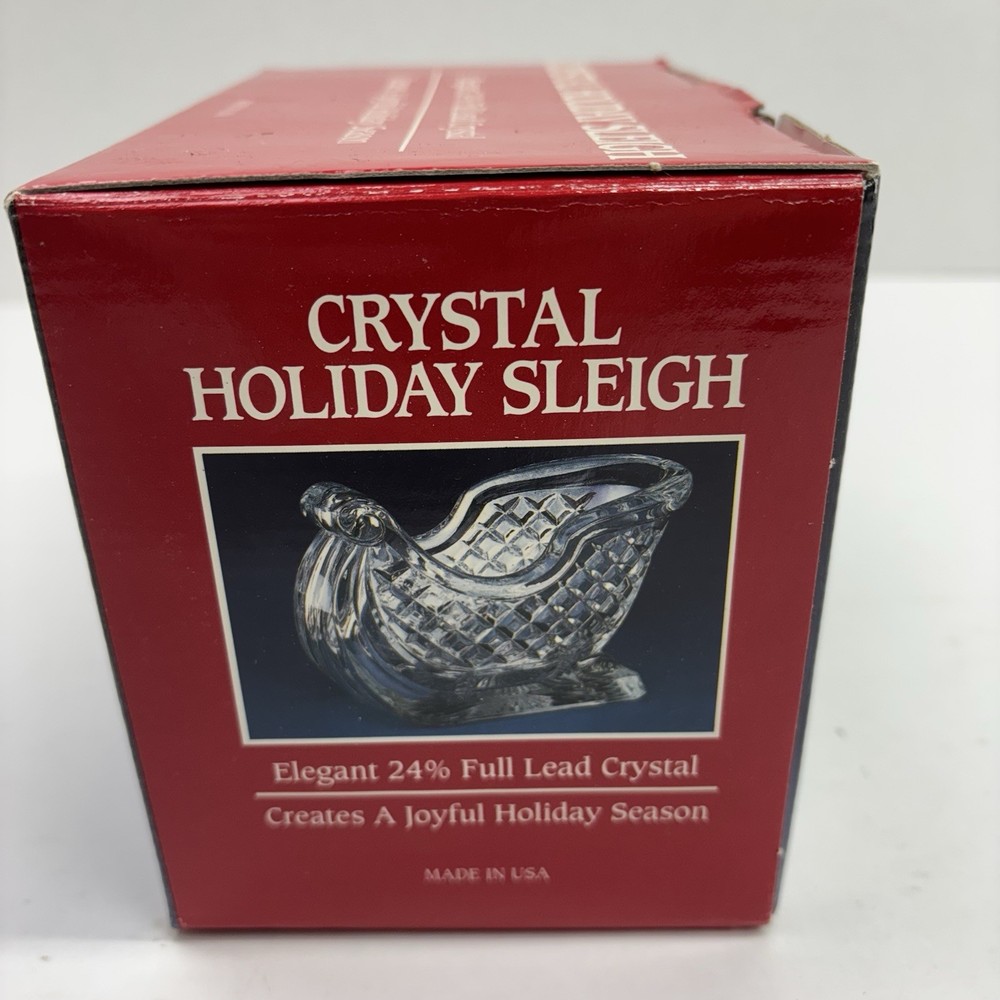 HOLIDAY SLEIGH
CRYSTAL
HOLIDAY SLEIGH
Elegant 24% Full Lead Crystal
Creates A Joyful Holiday Season
MADE IN USA